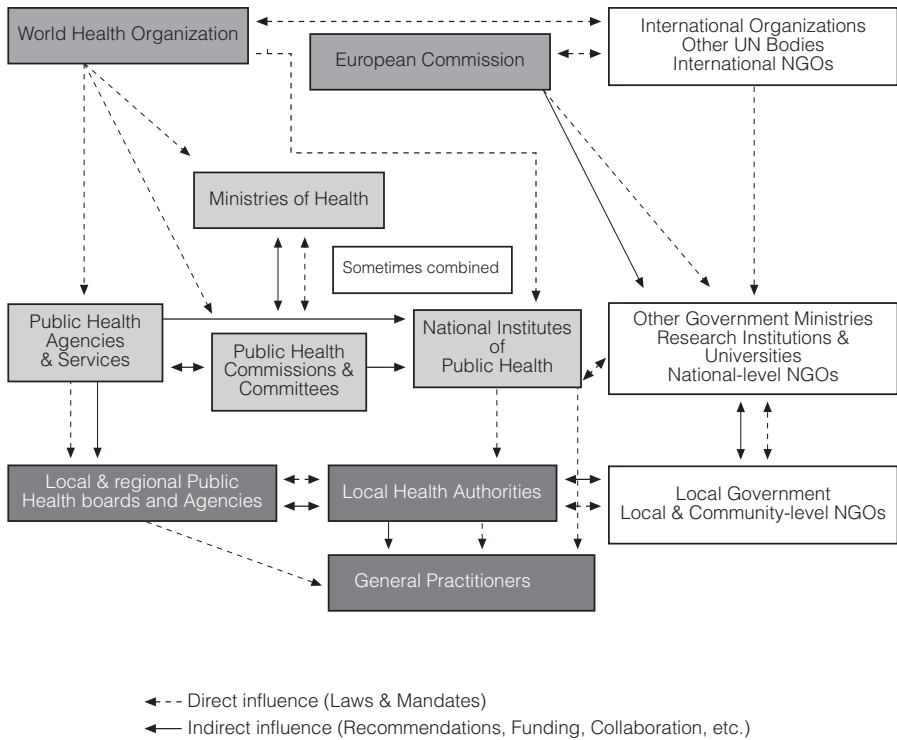 World Health Organization
European Commission
International Organizations
Other UN Bodies
International NGOs
Ministries of Health
Sometimes combined
Public Health
Agencies
& Services
Public Health
Commissions &
Committees
National Institutes
of
Public Health
Other Government Ministries
Research Institutions &
Universities
National-level NGOs
Local & regional Public
Health boards and Agencies
Local Health Authorities
Local Government
Local & Community-level NGOs
General Practitioners
Direct influence (Laws & Mandates)
Indirect influence (Recommendations, Funding, Collaboration, etc.)